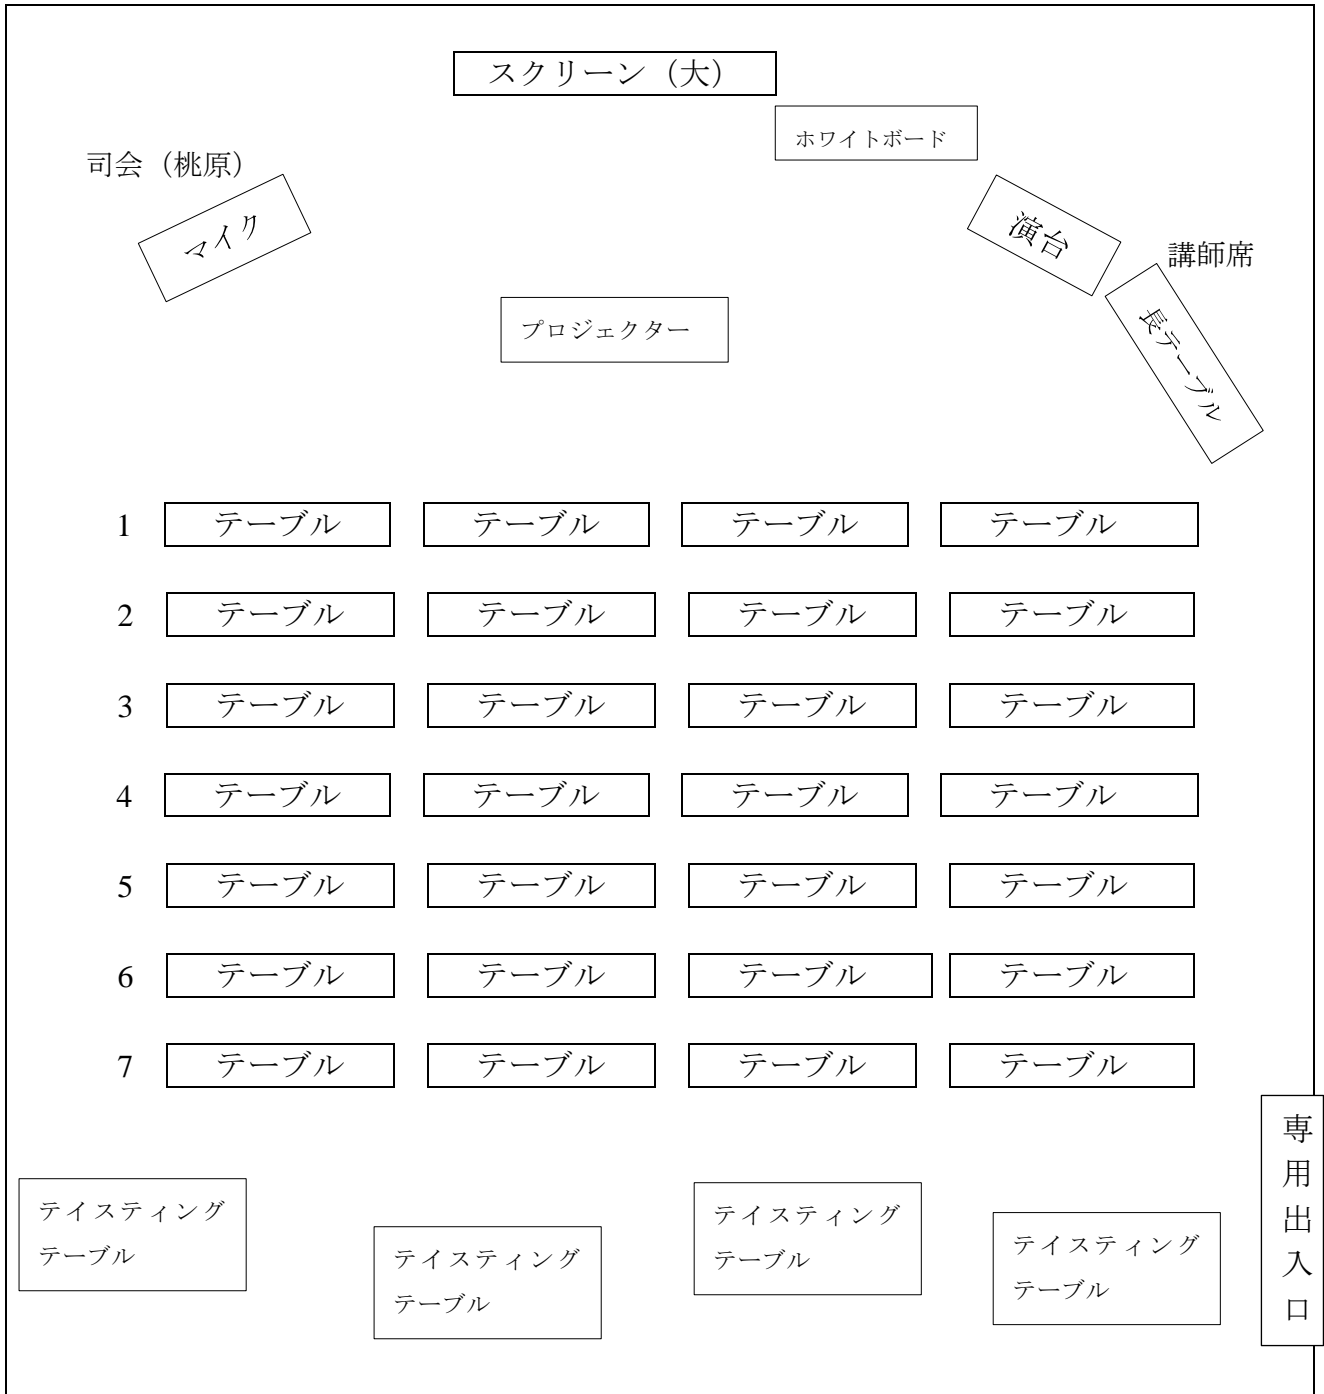 スクリーン（大）
ホワイトボード
司会（桃原）
マイク
演台
講師席
長テーブル
プロジェクター
1 テーブル テーブル テーブル テーブル
2 テーブル テーブル テーブル テーブル
3 テーブル テーブル テーブル テーブル
4 テーブル テーブル テーブル テーブル
5 テーブル テーブル テーブル テーブル
6 テーブル テーブル テーブル テーブル
7 テーブル テーブル テーブル テーブル
専用出入口
テイスティング
テーブル
テイスティング
テーブル
テイスティング
テーブル
テイスティング
テーブル